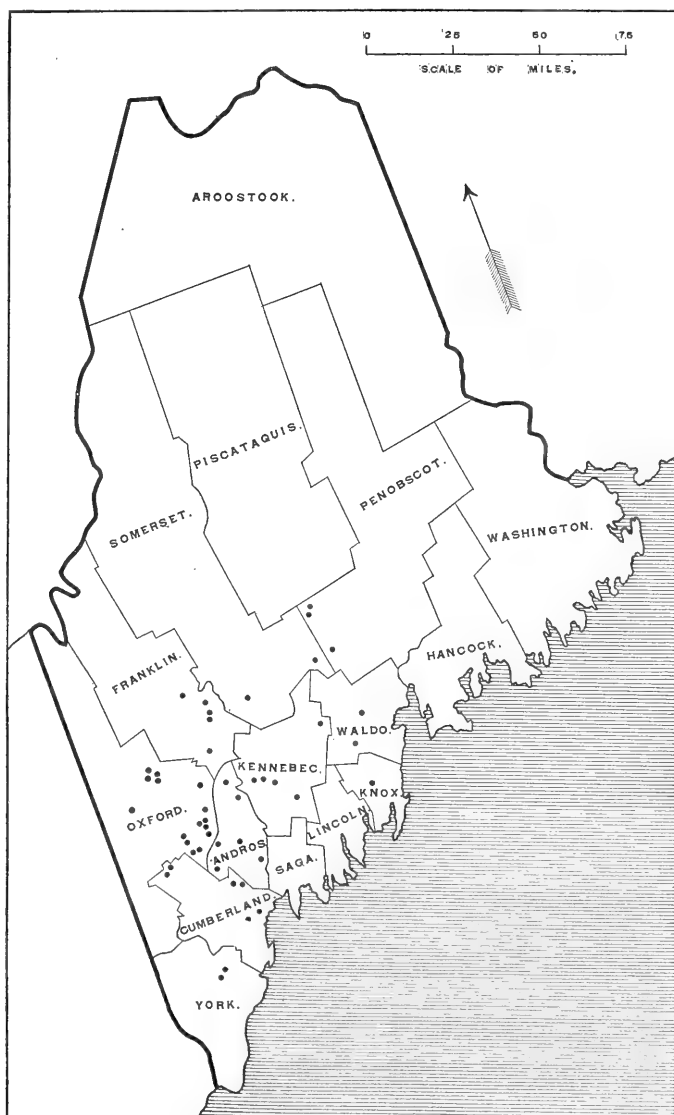 0 25 50 75
SCALE OF MILES.
AROOSTOOK.
PISCATAQUIS.
PENOBSCOT.
SOMERSET.
WASHINGTON.
HANCOCK.
FRANKLIN.
WALDO.
KENNEBEC.
KNOX.
OXFORD.
LINCOLN
ANDROS
SAGA.
CUMBERLAND
YORK.